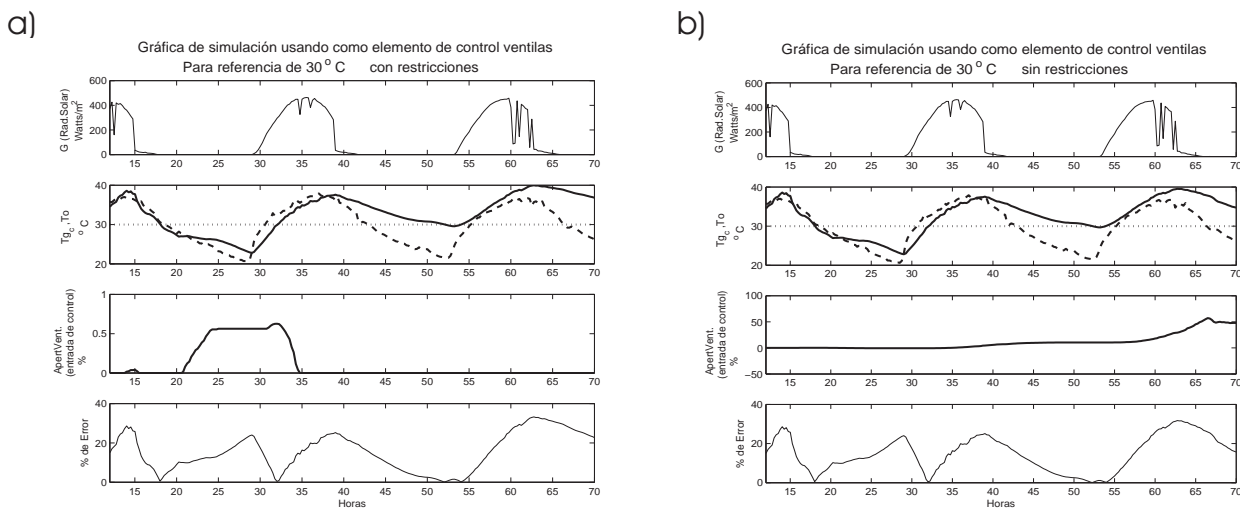 a)
Gráfica de simulación usando como elemento de control ventilas
Para referencia de 30° C con restricciones
G (Rad.Solar)
Watts/m²
600
400
200
0
15 20 25 30 35 40 45 50 55 60 65 70
Tg_c,To
°C
40
30
20
15 20 25 30 35 40 45 50 55 60 65 70
ApertVent.
(entrada de control)
%
1
0.5
0
15 20 25 30 35 40 45 50 55 60 65 70
% de Error
40
20
0
15 20 25 30 35 40 45 50 55 60 65 70
Horas
b)
Gráfica de simulación usando como elemento de control ventilas
Para referencia de 30° C sin restricciones
G (Rad.Solar)
Watts/m²
600
400
200
0
15 20 25 30 35 40 45 50 55 60 65 70
Tg_c,To
°C
40
30
20
15 20 25 30 35 40 45 50 55 60 65 70
ApertVent.
(entrada de control)
%
100
50
0
−50
15 20 25 30 35 40 45 50 55 60 65 70
% de Error
40
20
0
15 20 25 30 35 40 45 50 55 60 65 70
Horas